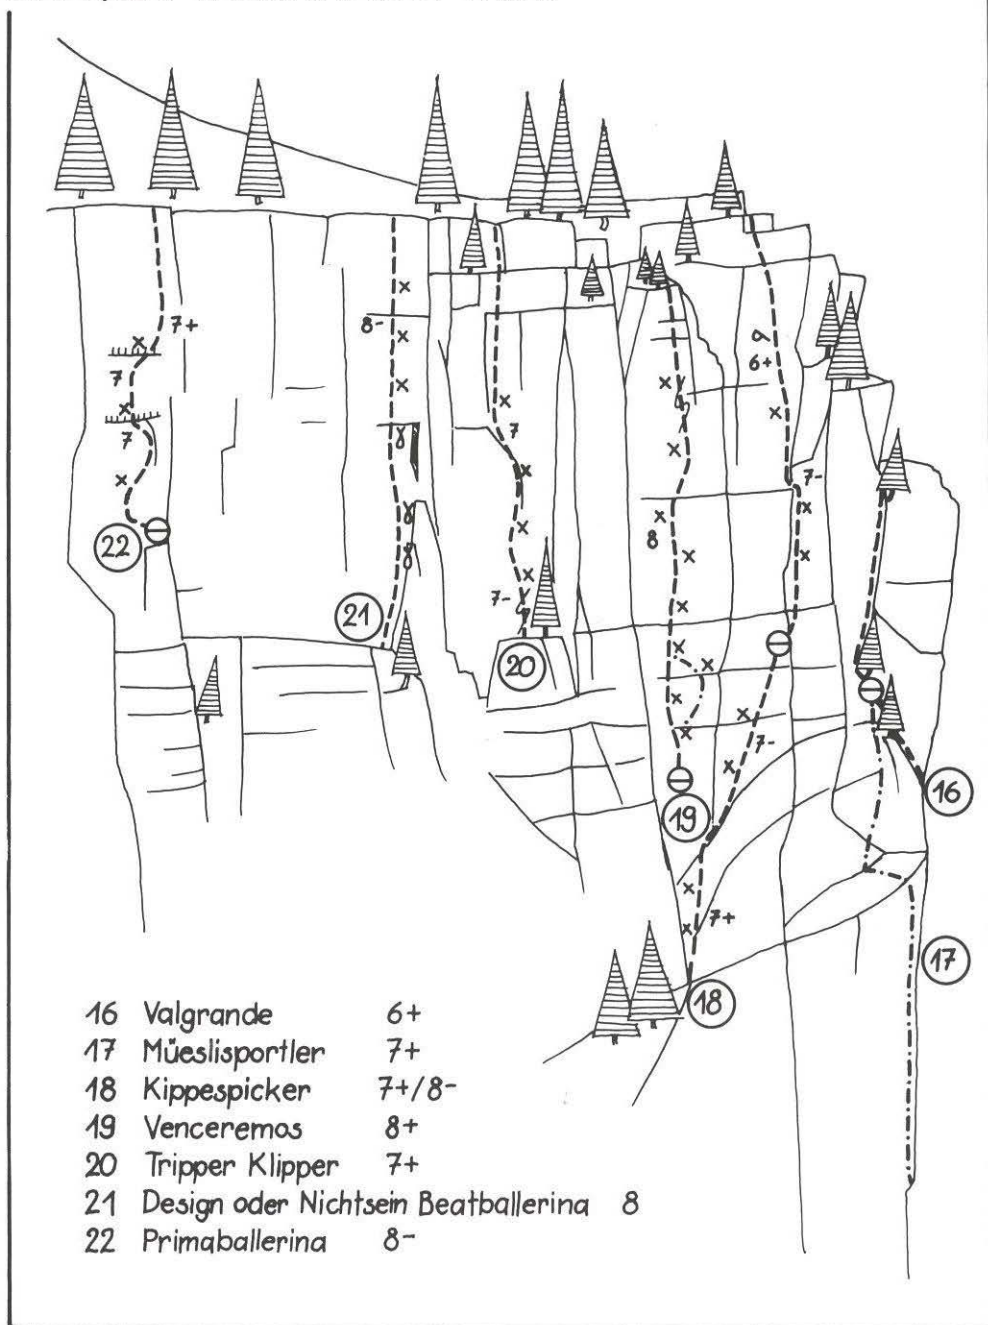 7+
8-
7
6+
7
7
7-
8
22
21
7-
20
7-
16
19
7+
17
18
16 Valgrande 6+
17 Müeslisportler 7+
18 Kippespicker 7+/8-
19 Venceremos 8+
20 Tripper Klipper 7+
21 Design oder Nichtsein Beatballerina 8
22 Primaballerina 8-